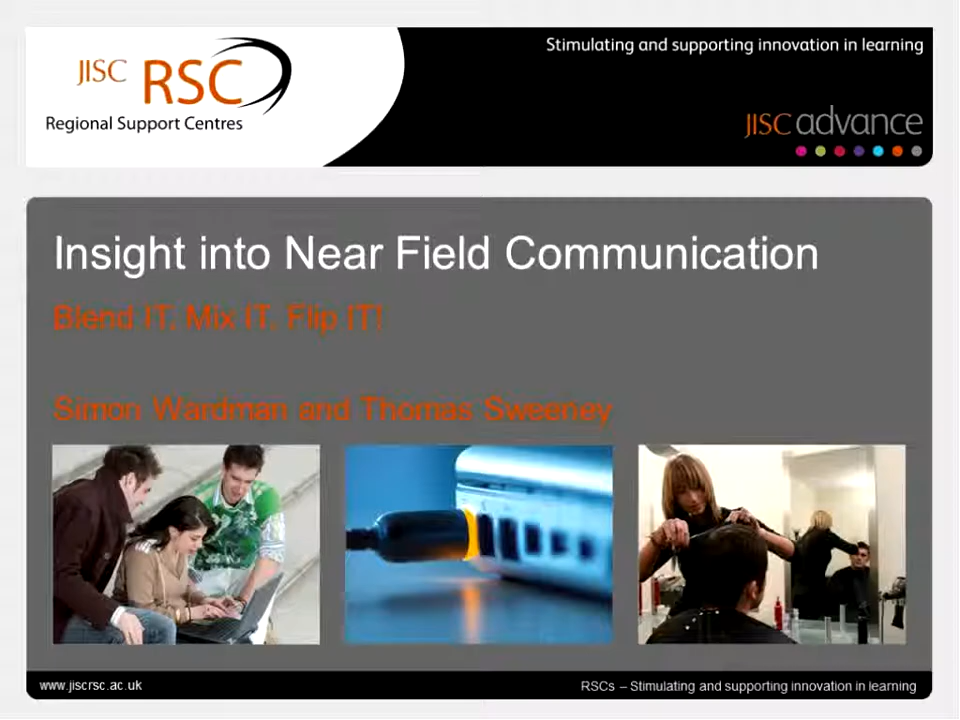 Stimulating and supporting innovation in learning
JISC RSC
Regional Support Centres
JISC advance
Insight into Near Field Communication
Blend IT, Mix IT, Flip IT!
Simon Wardman and Thomas Sweeney
www.jiscrsc.ac.uk
RSCs – Stimulating and supporting innovation in learning